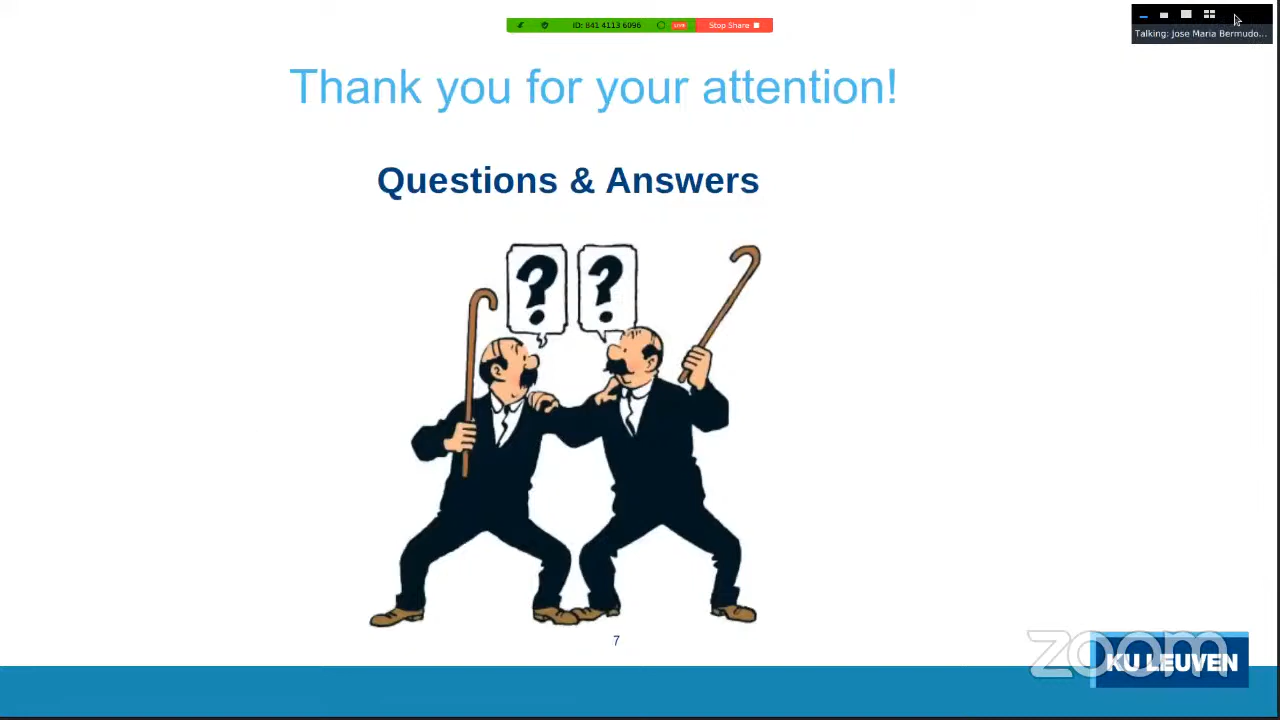 ID: 841 4113 6096
LIVE
Stop Share
Talking: Jose Maria Bermudo...
Thank you for your attention!
Questions & Answers
? ?
7
zoom
KU LEUVEN